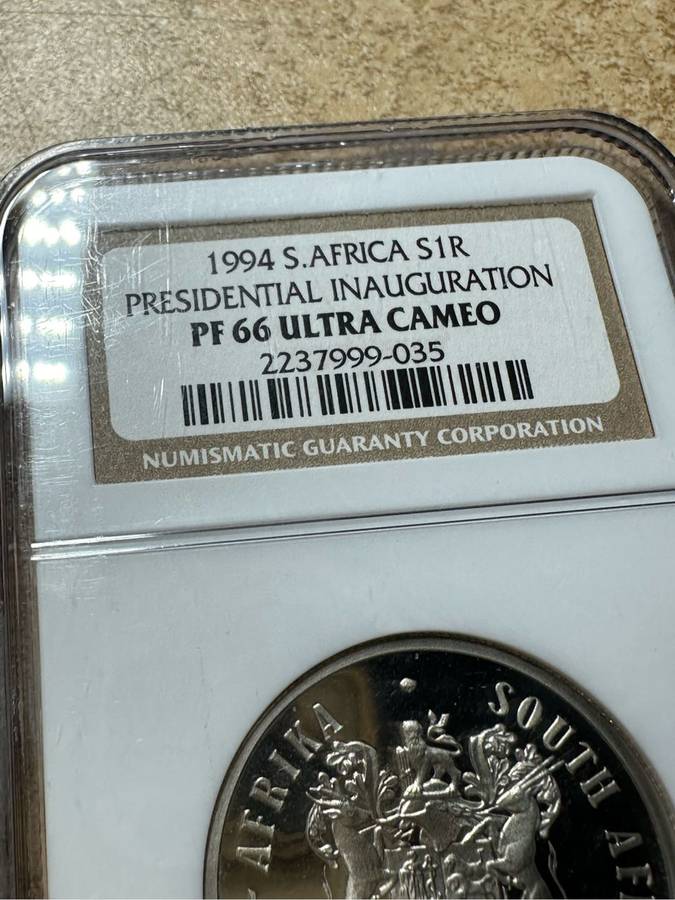 1994 S.AFRICA S1R
PRESIDENTIAL INAUGURATION
PF 66 ULTRA CAMEO
2237999-035
NUMISMATIC GUARANTY CORPORATION
AFRIKA
SOUTH AF